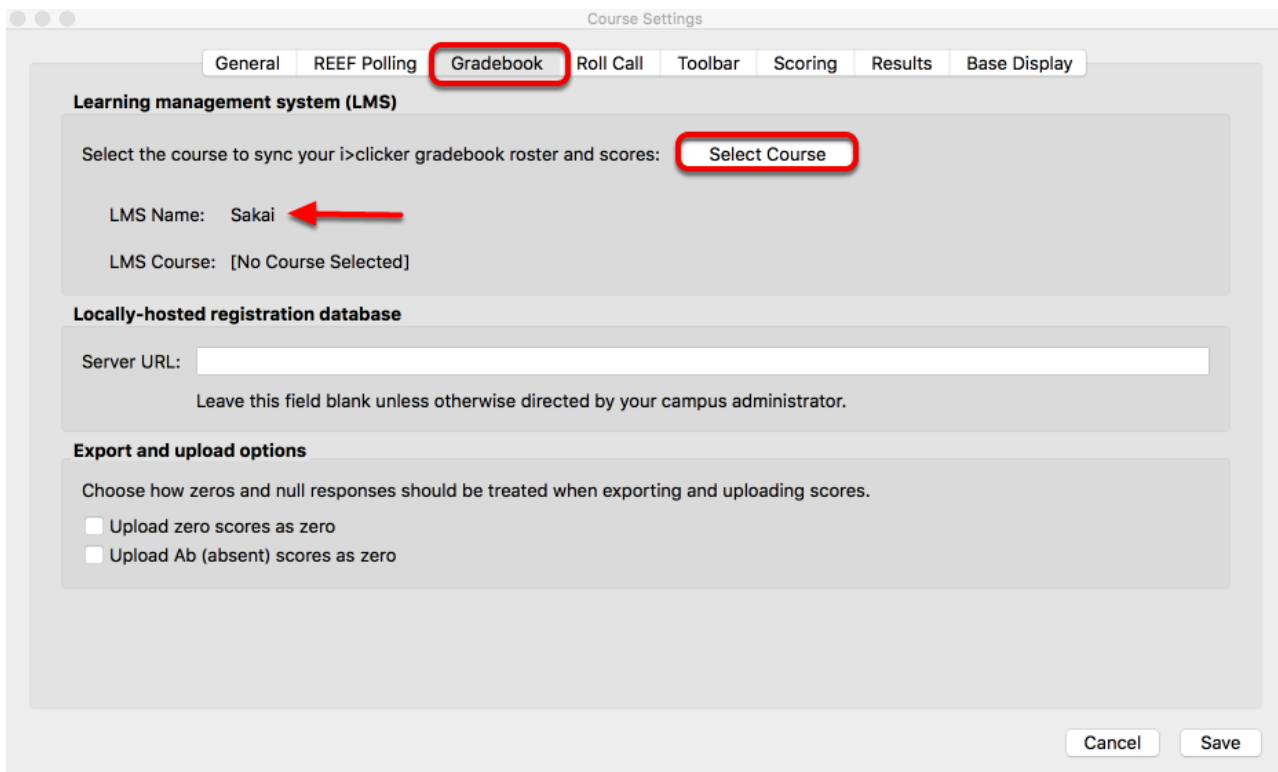 Course Settings
General REEF Polling Gradebook Roll Call Toolbar Scoring Results Base Display
Learning management system (LMS)
Select the course to sync your i>clicker gradebook roster and scores: Select Course
LMS Name: Sakai
LMS Course: [No Course Selected]
Locally-hosted registration database
Server URL:
Leave this field blank unless otherwise directed by your campus administrator.
Export and upload options
Choose how zeros and null responses should be treated when exporting and uploading scores.
Upload zero scores as zero
Upload Ab (absent) scores as zero
Cancel Save